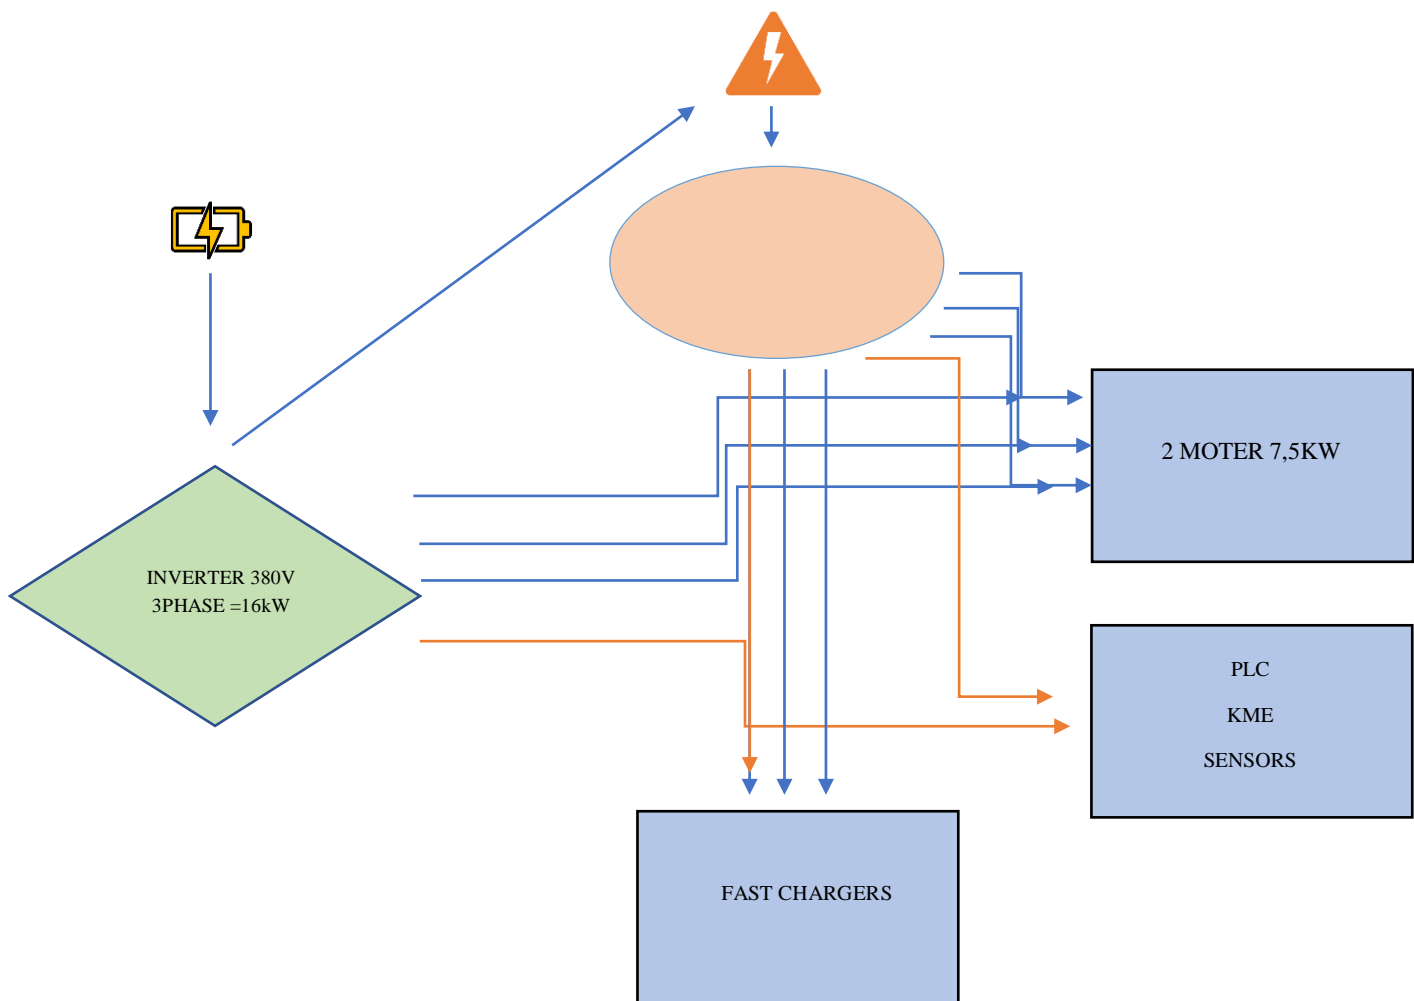 2 MOTER 7,5KW
INVERTER 380V
3PHASE =16kW
PLC
KME
SENSORS
FAST CHARGERS